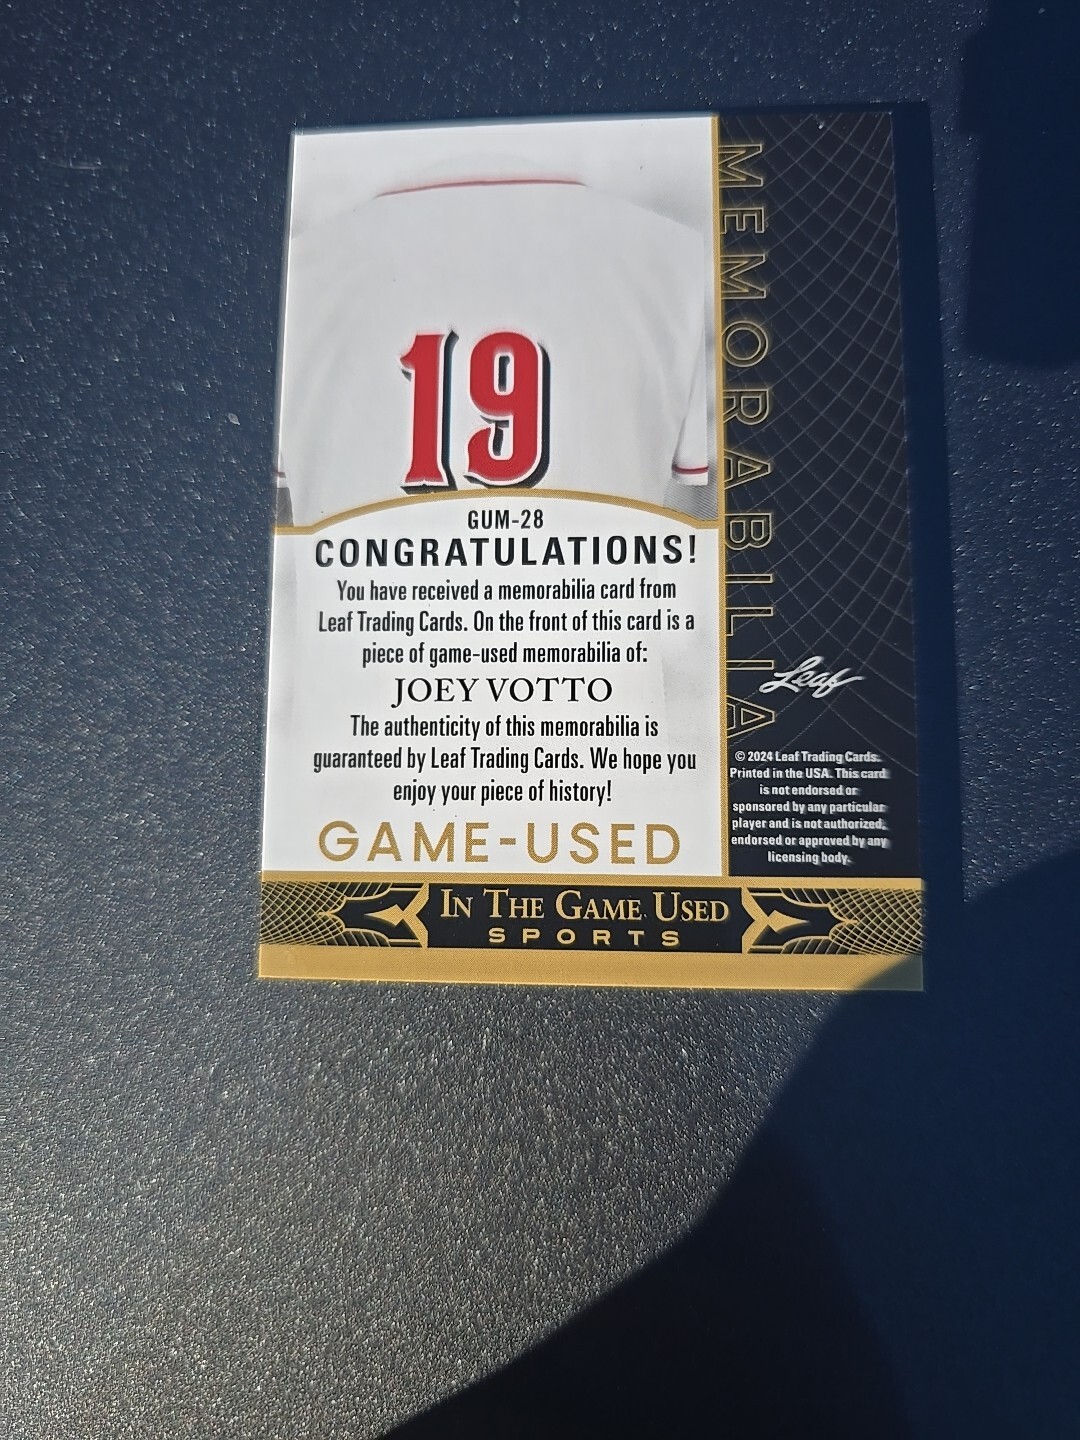 19
GUM-28
CONGRATULATIONS!
You have received a memorabilia card from
Leaf Trading Cards. On the front of this card is a
piece of game-used memorabilia of:
JOEY VOTTO
The authenticity of this memorabilia is
guaranteed by Leaf Trading Cards. We hope you
enjoy your piece of history!
GAME-USED
MEMORABILIA
Leaf
© 2024 Leaf Trading Cards.
Printed in the USA. This card
is not endorsed or
sponsored by any particular
player and is not authorized,
endorsed or approved by any
licensing body.
IN THE GAME USED
SPORTS